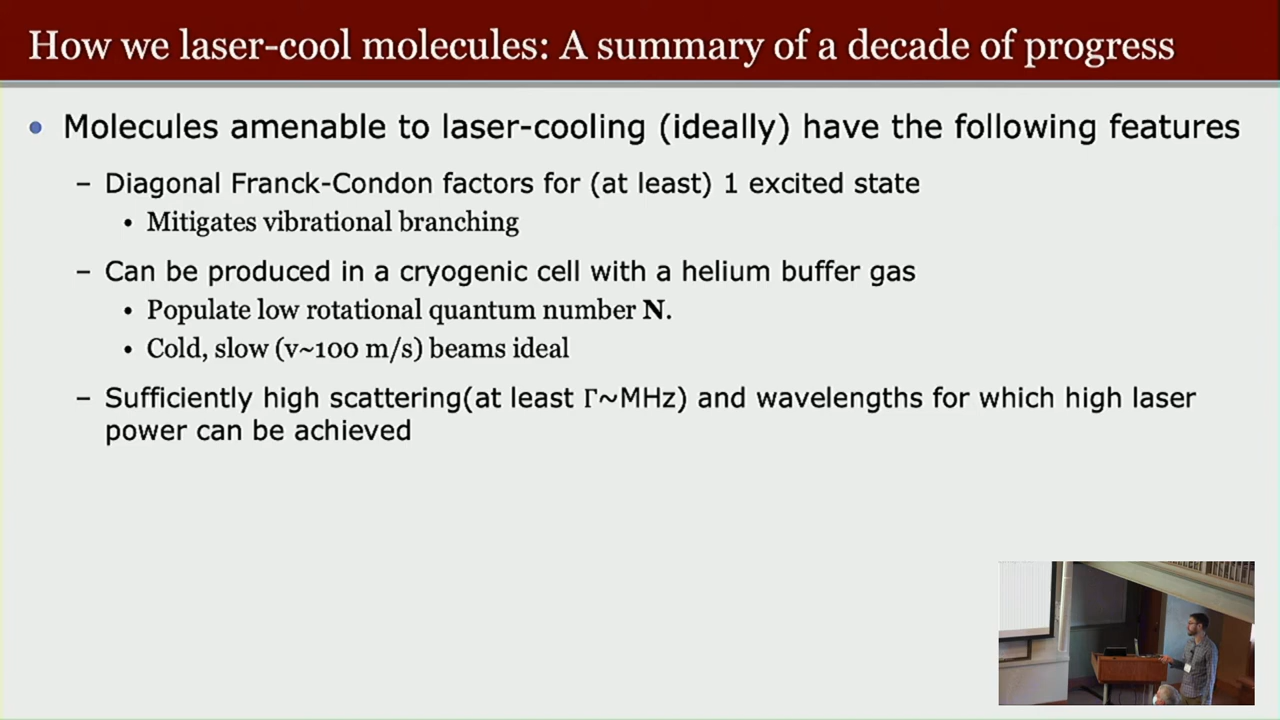 How we laser-cool molecules: A summary of a decade of progress
• Molecules amenable to laser-cooling (ideally) have the following features
– Diagonal Franck-Condon factors for (at least) 1 excited state
• Mitigates vibrational branching
– Can be produced in a cryogenic cell with a helium buffer gas
• Populate low rotational quantum number N.
• Cold, slow (v~100 m/s) beams ideal
– Sufficiently high scattering(at least Γ~MHz) and wavelengths for which high laser
power can be achieved